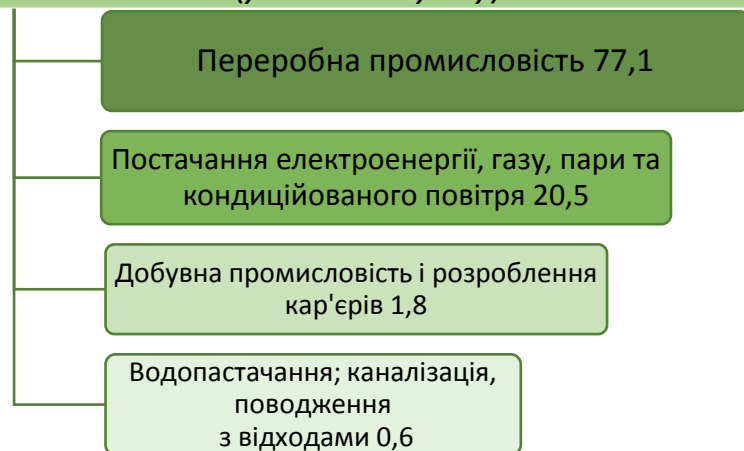 Переробна промисловість 77,1
Постачання електроенергії, газу, пари та
кондиційованого повітря 20,5
Добувна промисловість і розроблення
кар'єрів 1,8
Водопастачання; каналізація,
поводження
з відходами 0,6